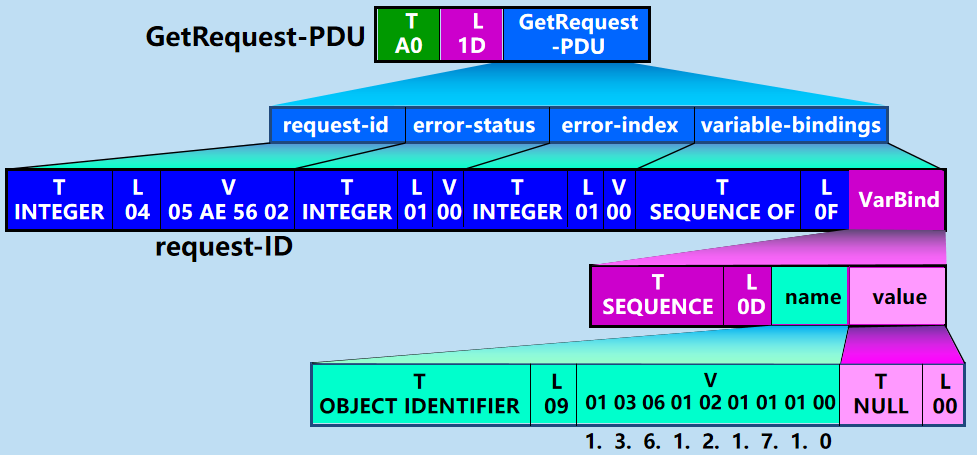 GetRequest-PDU
T L GetRequest
A0 1D -PDU
request-id error-status error-index variable-bindings
T L V T L V T L V T L
INTEGER 04 05 AE 56 02 INTEGER 01 00 INTEGER 01 00 SEQUENCE OF 0F VarBind
request-ID
T L
SEQUENCE 0D name value
T L V T L
OBJECT IDENTIFIER 09 01 03 06 01 02 01 01 01 00 NULL 00
1. 3. 6. 1. 2. 1. 7. 1. 0